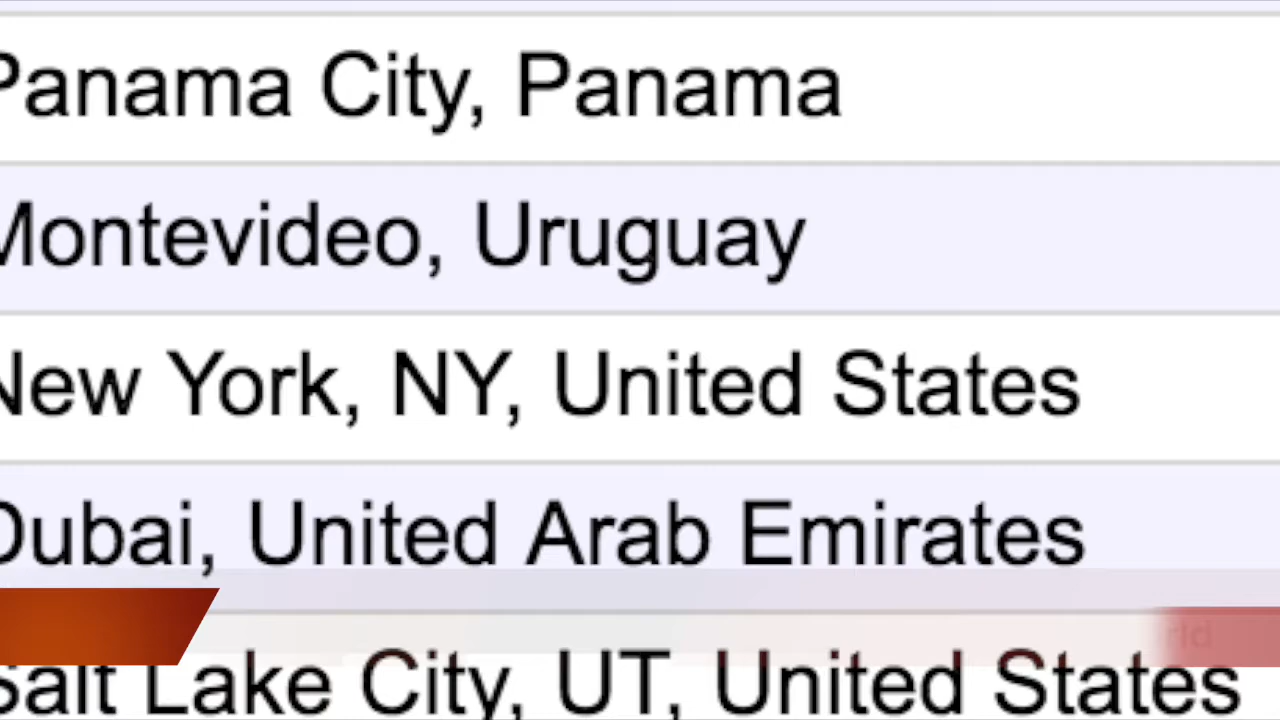 Panama City, Panama
Montevideo, Uruguay
New York, NY, United States
Dubai, United Arab Emirates
Salt Lake City, UT, United States